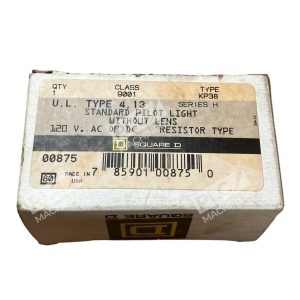 QTY CLASS TYPE
1 9001 KP38
U.L. TYPE 4,13 SERIES H
STANDARD PILOT LIGHT
WITHOUT LENS
120 V. AC OR DC RESISTOR TYPE
SQUARE D
00875
MADE IN
USA
7 85901 00875 0
SQUARE D